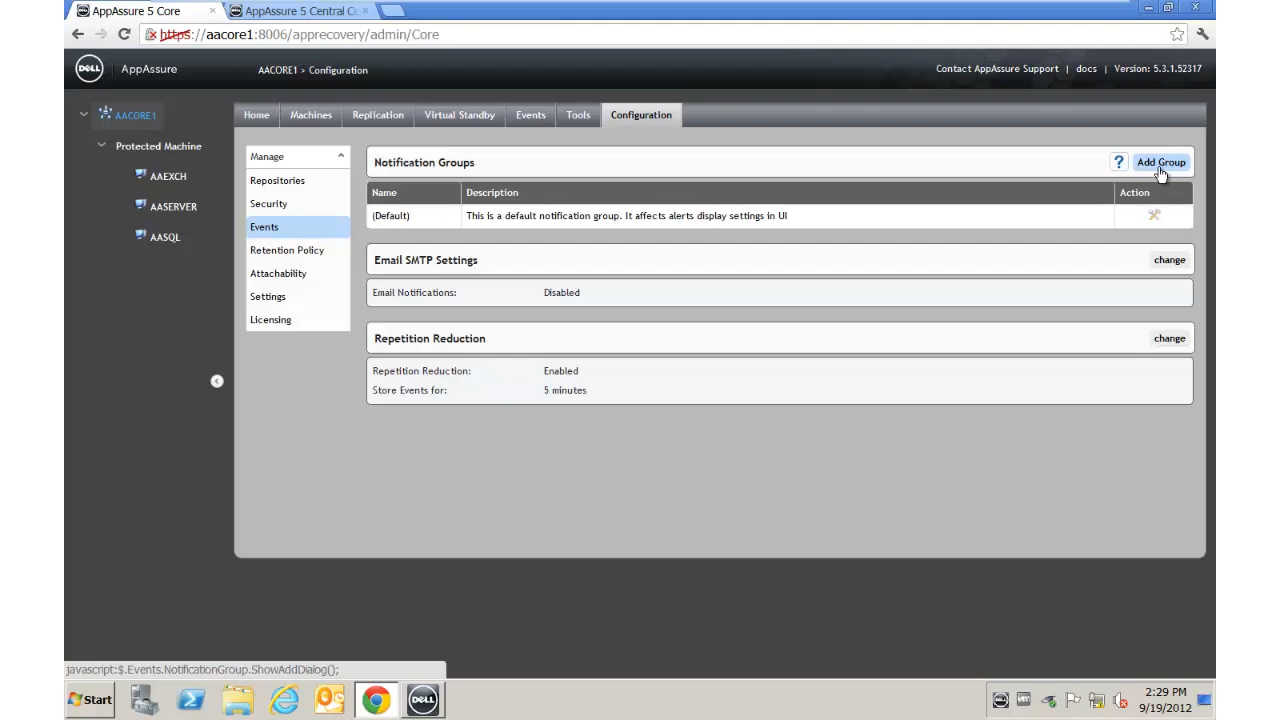 AppAssure 5 Core
AppAssure 5 Central Co
https://aacore1:8006/apprecovery/admin/Core
DELL
AppAssure
AACORE1 > Configuration
Contact AppAssure Support | docs | Version: 5.3.1.52317
AACORE1
Protected Machine
AAEXCH
AASERVER
AASQL
Home
Machines
Replication
Virtual Standby
Events
Tools
Configuration
Manage
Repositories
Security
Events
Retention Policy
Attachability
Settings
Licensing
Notification Groups
? Add Group
Name Description Action
(Default) This is a default notification group. It affects alerts display settings in UI
Email SMTP Settings change
Email Notifications: Disabled
Repetition Reduction change
Repetition Reduction: Enabled
Store Events for: 5 minutes
javascript:$.Events.NotificationGroup.ShowAddDialog();
Start
DELL
2:29 PM
9/19/2012